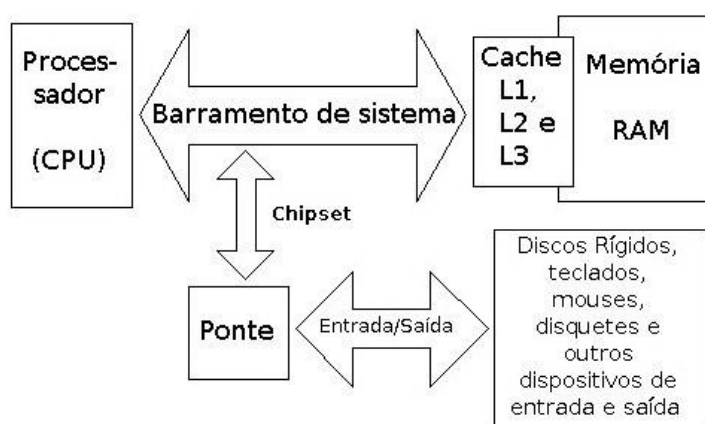 Proces-
sador
(CPU)
Barramento de sistema
Cache
L1,
L2 e
L3
Memória
RAM
Chipset
Ponte
Entrada/Saída
Discos Rígidos,
teclados,
mouses,
disquetes e
outros
dispositivos de
entrada e saída